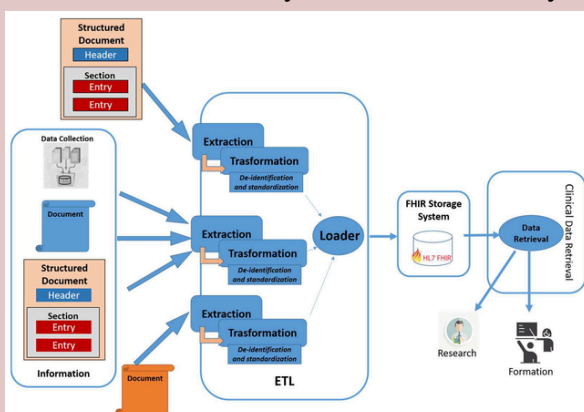 Structured
Document
Header
Section
Entry
Entry
Data Collection
Document
Structured
Document
Header
Section
Entry
Entry
Information
Document
Extraction
Trasformation
De-identification
and standardization
Extraction
Trasformation
De-identification
and standardization
Extraction
Trasformation
De-identification
and standardization
Loader
ETL
FHIR Storage
System
HL7 FHIR
Data
Retrieval
Clinical Data Retrieval
Research
Formation